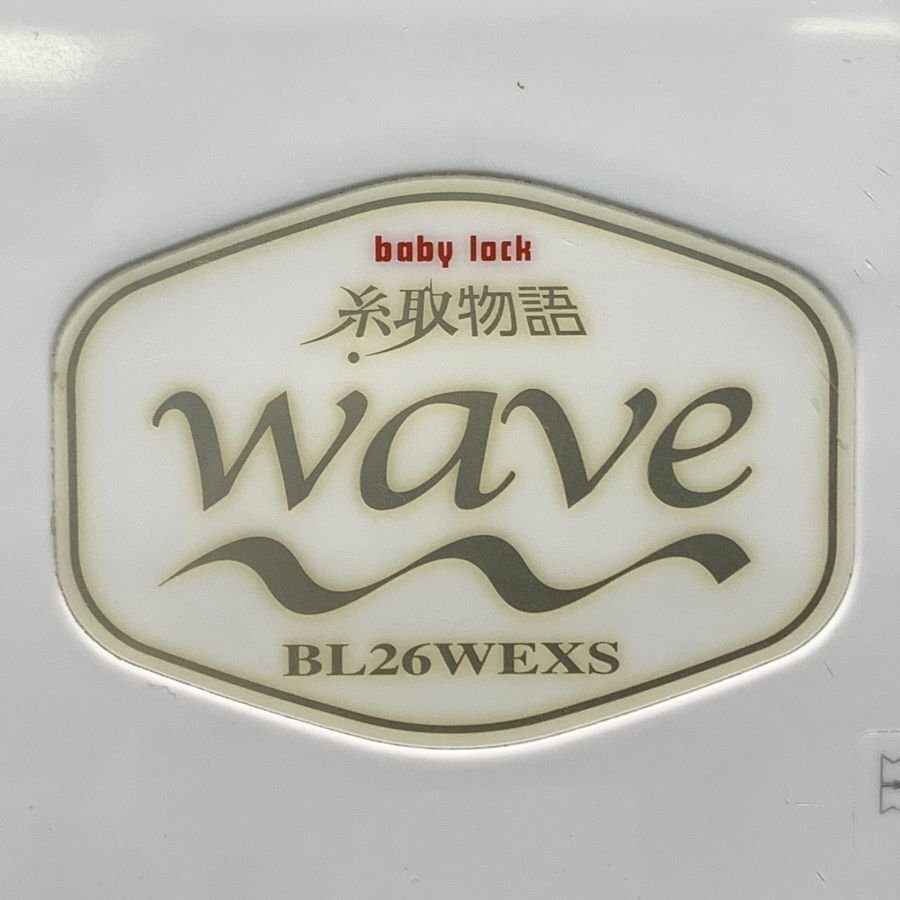 baby lock
糸取物語
wave
BL26WEXS